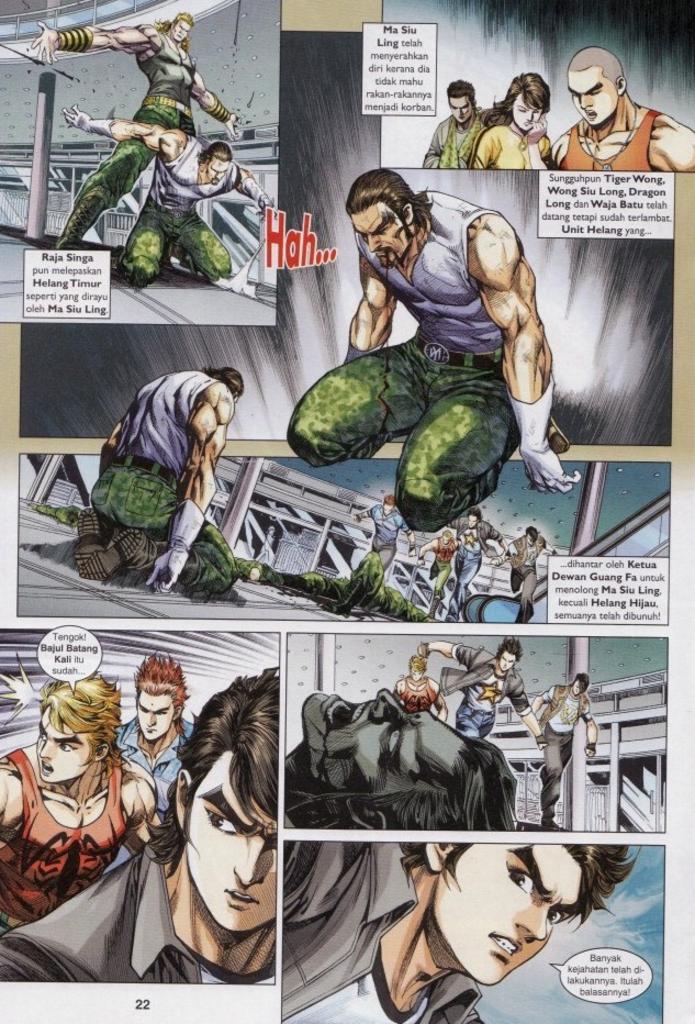 Ma Siu
Ling telah
menyerahkan
diri kerana dia
tidak mahu
rakan-rakannya
menjadi korban.
Sungguhpun Tiger Wong,
Wong Siu Long, Dragon
Long dan Waja Batu telah
datang tetapi sudah terlambat.
Unit Helang yang...
Raja Singa
pun melepaskan
Helang Timur
seperti yang dirayu
oleh Ma Siu Ling.
Hah...
...dihantar oleh Ketua
Dewan Guang Fa untuk
menolong Ma Siu Ling,
kecuali Helang Hijau,
semuanya telah dibunuh!
Tengok!
Bajul Batang
Kali itu
sudah...
Banyak
kejahatan telah di-
lakukannya. Itulah
balasannya!
22